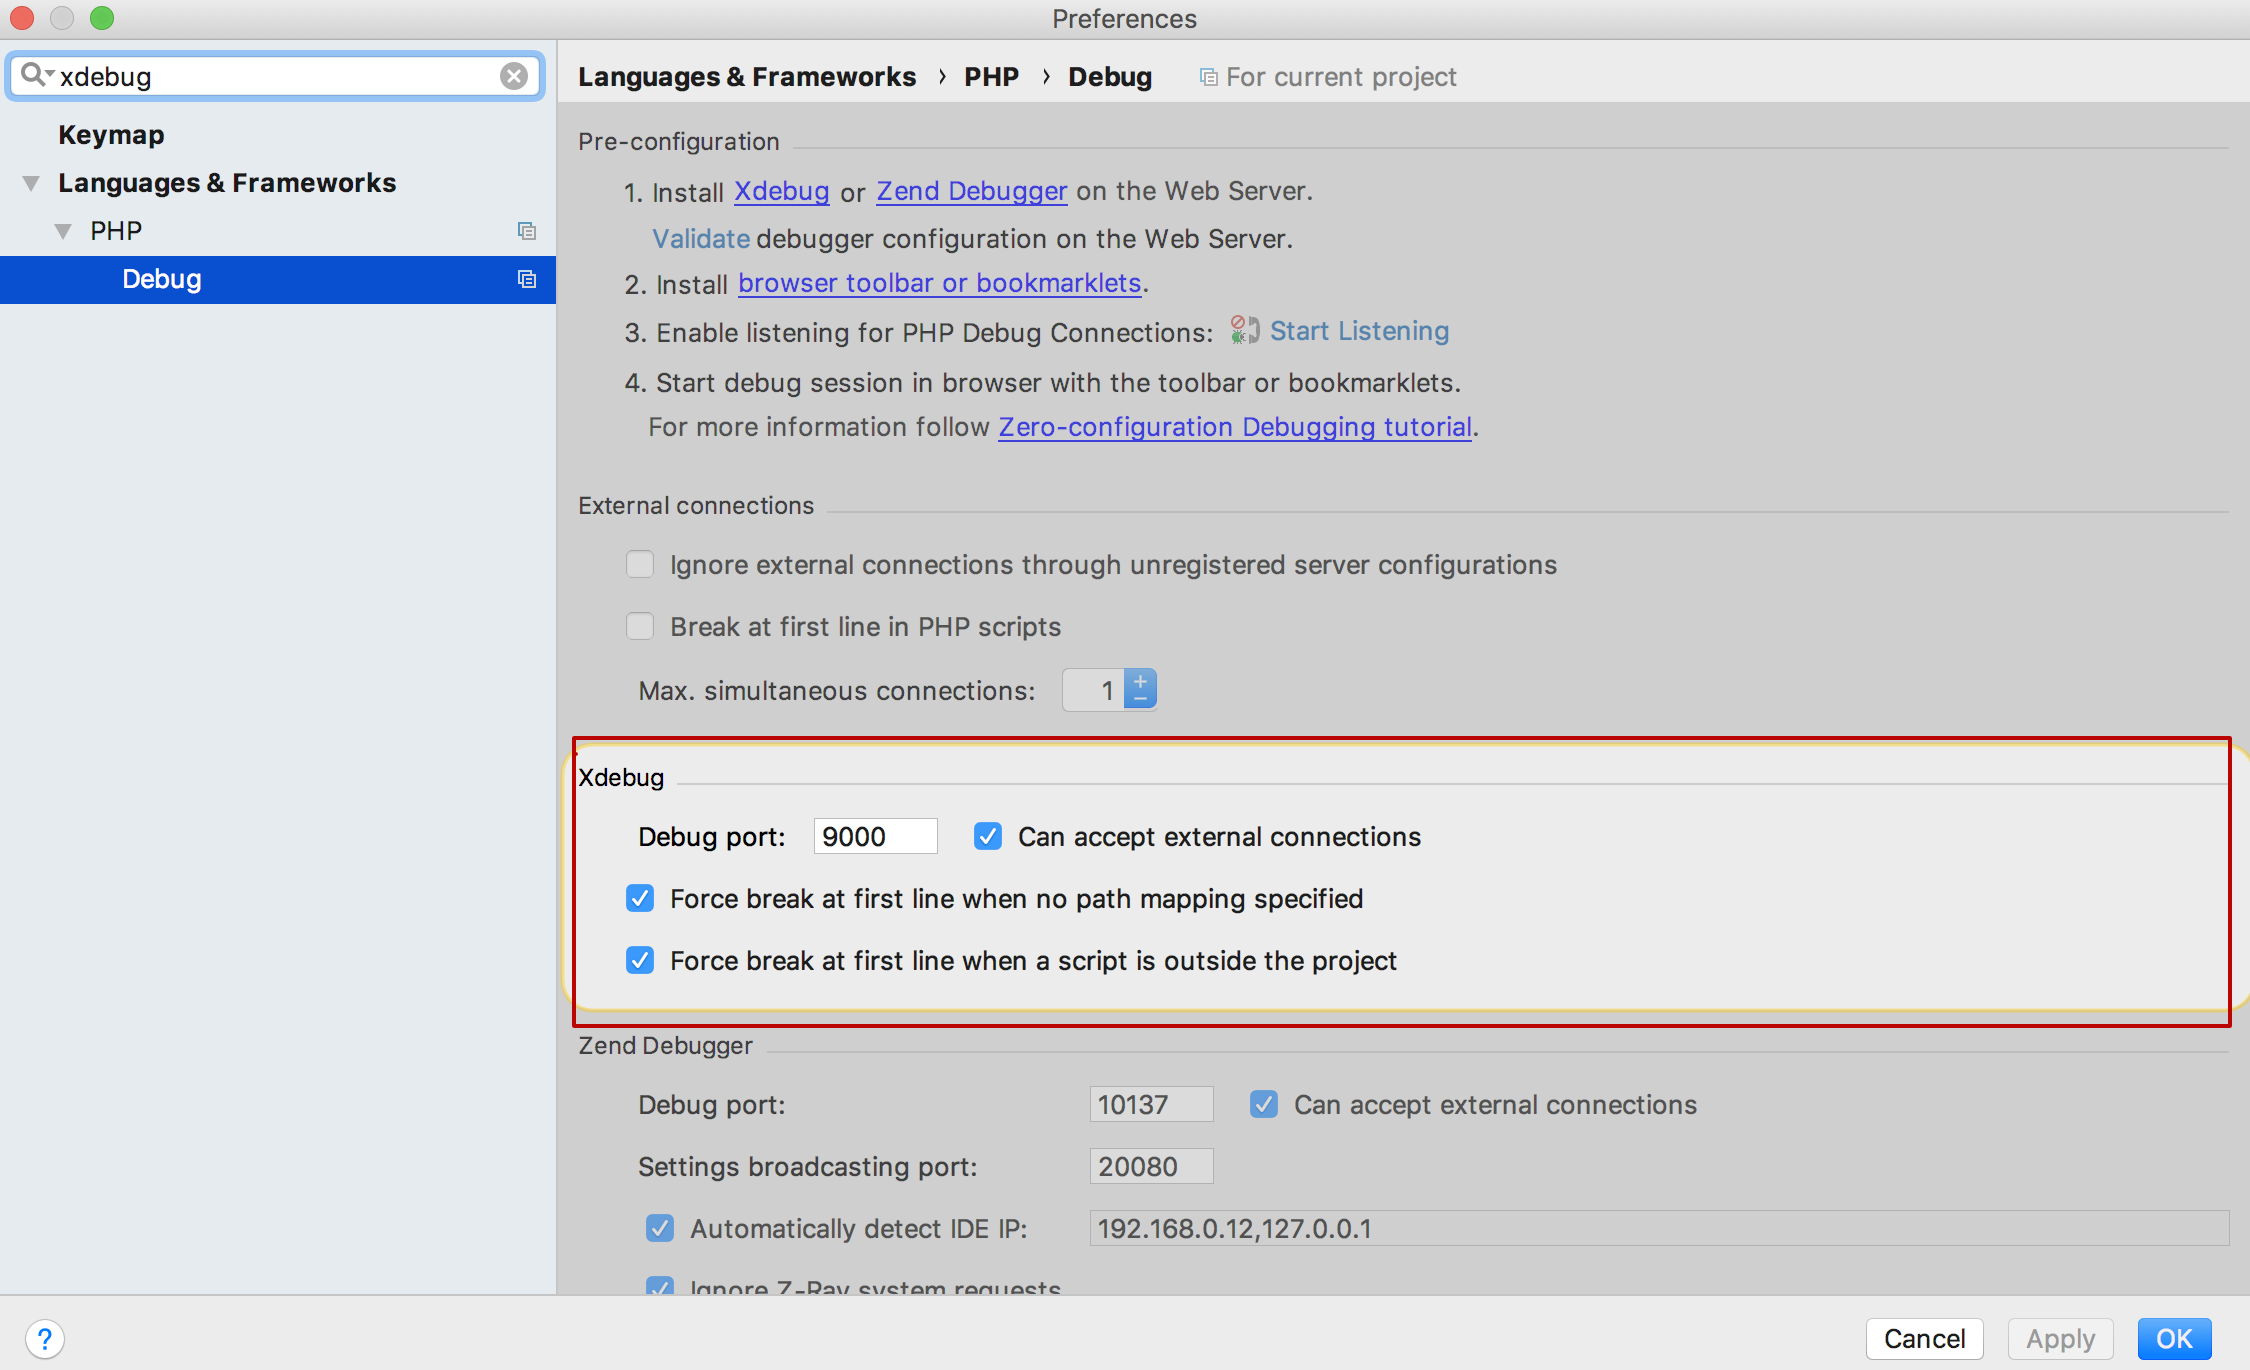 Preferences
xdebug
Keymap
Languages & Frameworks
PHP
Debug
Languages & Frameworks › PHP › Debug For current project
Pre-configuration
1. Install Xdebug or Zend Debugger on the Web Server.
Validate debugger configuration on the Web Server.
2. Install browser toolbar or bookmarklets.
3. Enable listening for PHP Debug Connections: Start Listening
4. Start debug session in browser with the toolbar or bookmarklets.
For more information follow Zero-configuration Debugging tutorial.
External connections
Ignore external connections through unregistered server configurations
Break at first line in PHP scripts
Max. simultaneous connections: 1
Xdebug
Debug port: 9000 Can accept external connections
Force break at first line when no path mapping specified
Force break at first line when a script is outside the project
Zend Debugger
Debug port: 10137 Can accept external connections
Settings broadcasting port: 20080
Automatically detect IDE IP: 192.168.0.12,127.0.0.1
Ignore Z-Ray system requests
? Cancel Apply OK